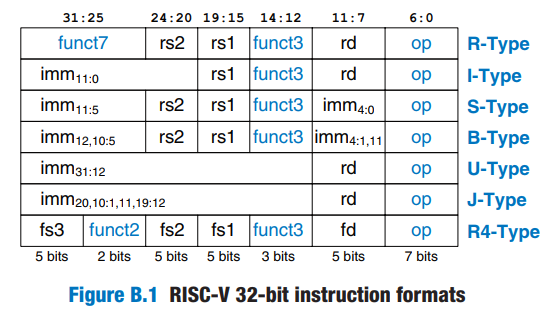 31:25 24:20 19:15 14:12 11:7 6:0
funct7 rs2 rs1 funct3 rd op R-Type
imm11:0 rs1 funct3 rd op I-Type
imm11:5 rs2 rs1 funct3 imm4:0 op S-Type
imm12,10:5 rs2 rs1 funct3 imm4:1,11 op B-Type
imm31:12 rd op U-Type
imm20,10:1,11,19:12 rd op J-Type
fs3 funct2 fs2 fs1 funct3 fd op R4-Type
5 bits 2 bits 5 bits 5 bits 3 bits 5 bits 7 bits
Figure B.1 RISC-V 32-bit instruction formats